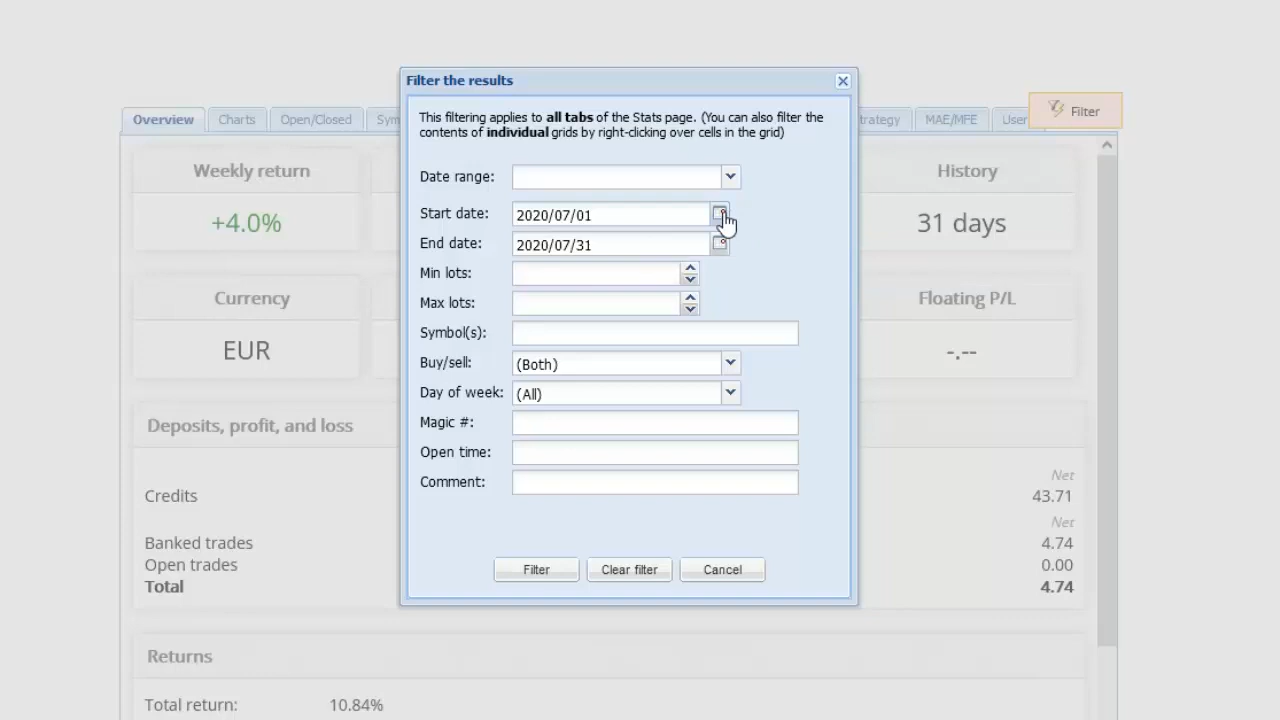 Filter the results
This filtering applies to all tabs of the Stats page. (You can also filter the
contents of individual grids by right-clicking over cells in the grid)
Overview
Charts
Open/Closed
Sym
trategy
MAE/MFE
User
Filter
Date range:
Start date: 2020/07/01
End date: 2020/07/31
Min lots:
Max lots:
Symbol(s):
Buy/sell: (Both)
Day of week: (All)
Magic #:
Open time:
Comment:
Filter
Clear filter
Cancel
Weekly return
+4.0%
History
31 days
Currency
EUR
Floating P/L
-.--
Deposits, profit, and loss
Net
Credits 43.71
Net
Banked trades 4.74
Open trades 0.00
Total 4.74
Returns
Total return: 10.84%